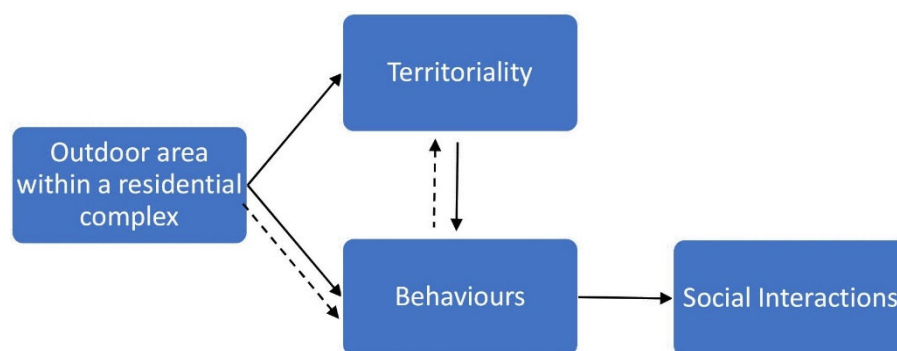 Territoriality
Outdoor area
within a residential
complex
Behaviours
Social Interactions